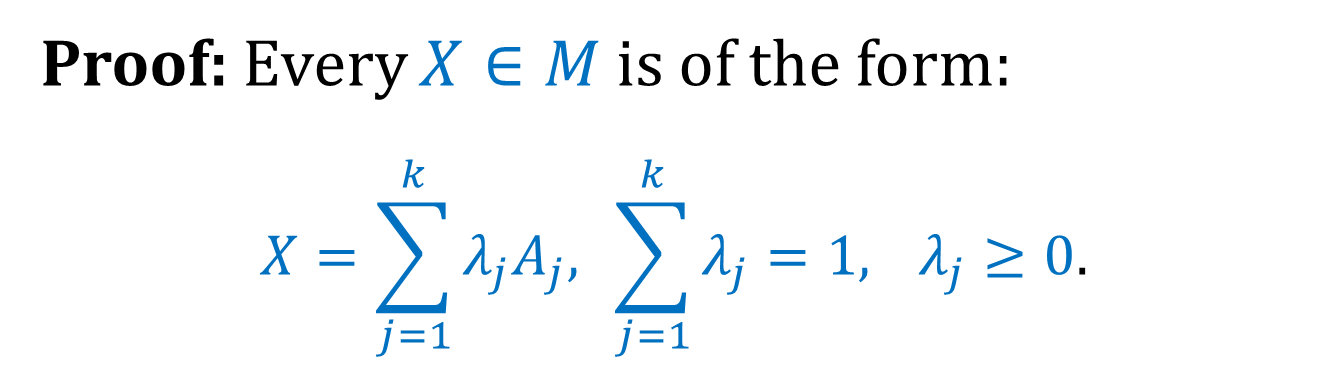 Proof: Every X ∈ M is of the form:
X = ∑_{j=1}^{k} λ_j A_j, ∑_{j=1}^{k} λ_j = 1, λ_j ≥ 0.